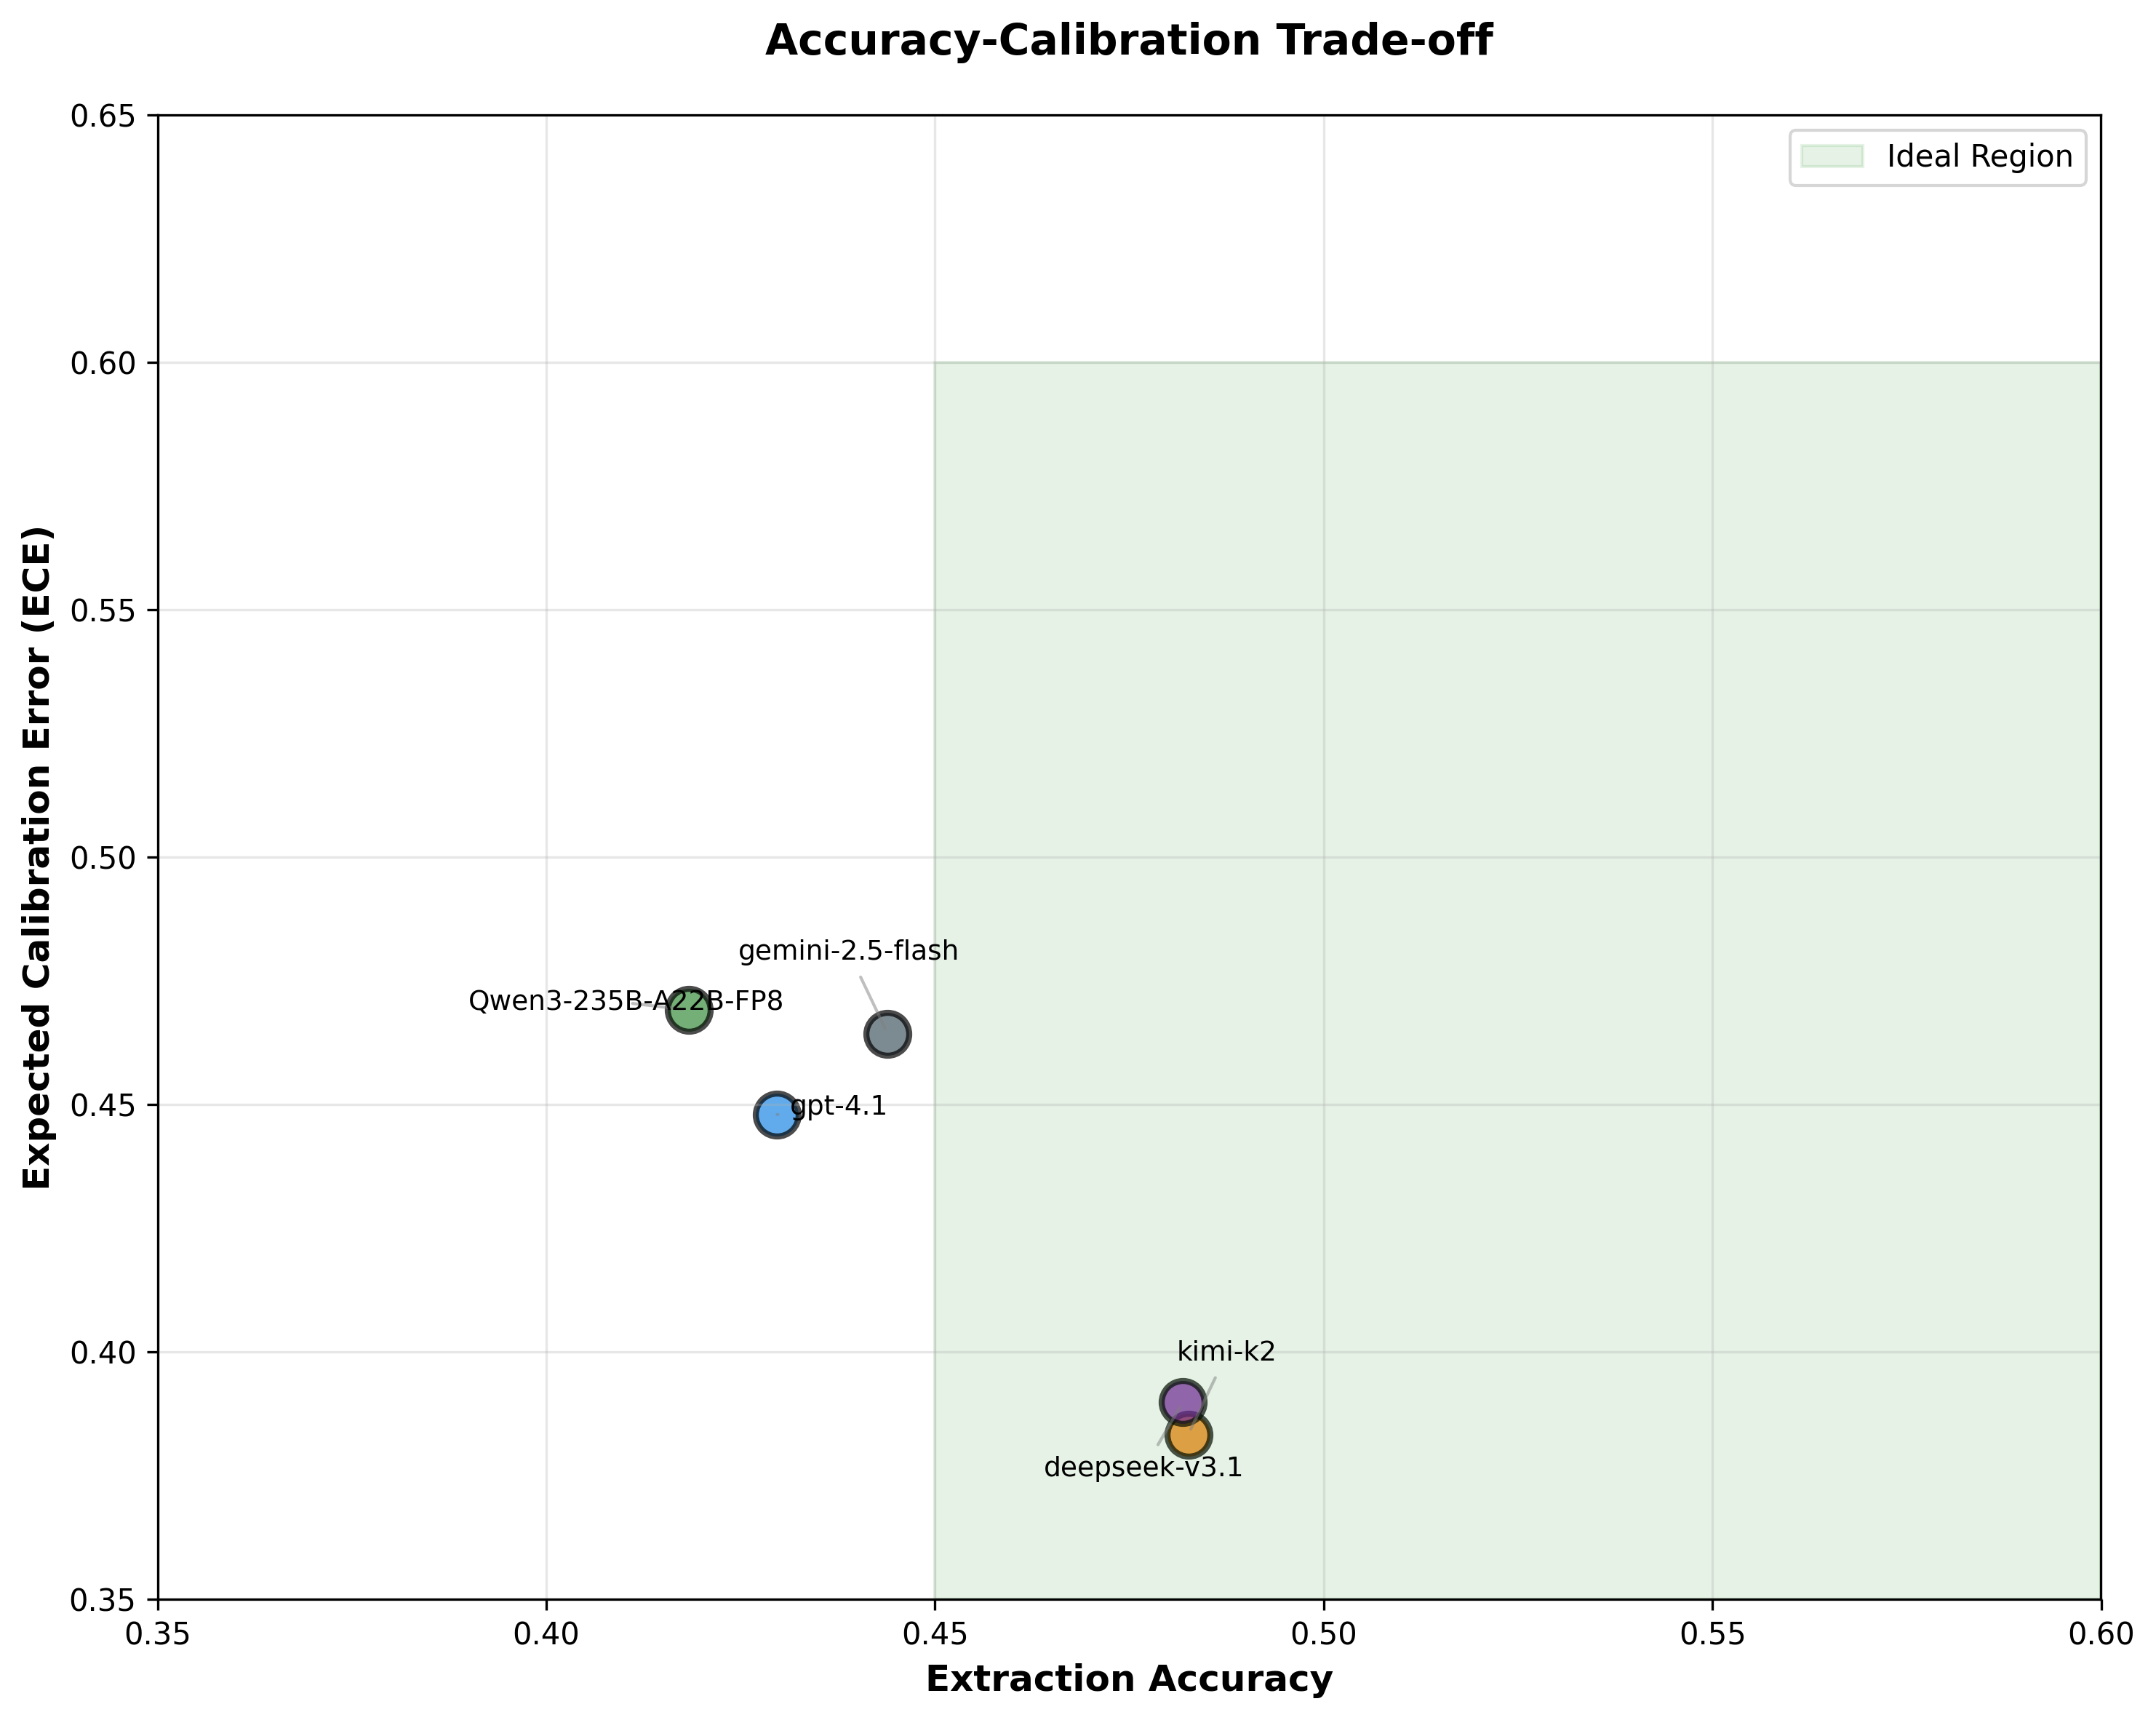 Accuracy-Calibration Trade-off
Expected Calibration Error (ECE)
0.65
0.60
0.55
0.50
0.45
0.40
0.35
Ideal Region
gemini-2.5-flash
Qwen3-235B-A22B-FP8
gpt-4.1
kimi-k2
deepseek-v3.1
0.35
0.40
0.45
0.50
0.55
0.60
Extraction Accuracy